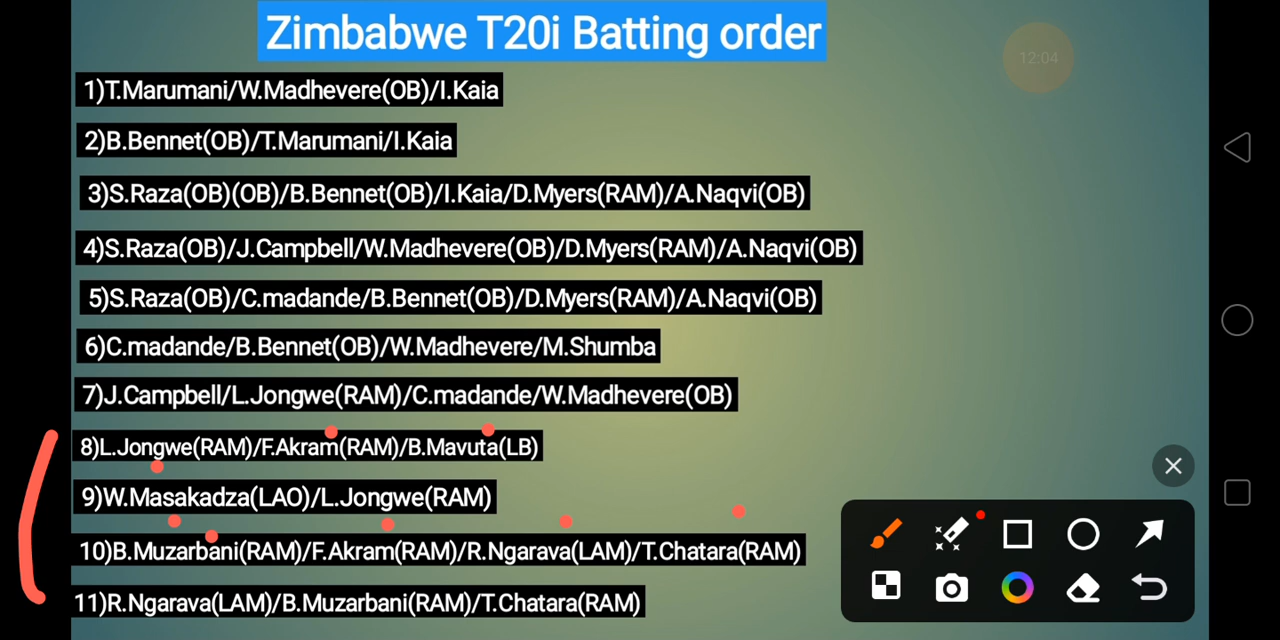 Zimbabwe T20i Batting order
12:04
1)T.Marumani/W.Madhevere(OB)/I.Kaia
2)B.Bennet(OB)/T.Marumani/I.Kaia
3)S.Raza(OB)(OB)/B.Bennet(OB)/I.Kaia/D.Myers(RAM)/A.Naqvi(OB)
4)S.Raza(OB)/J.Campbell/W.Madhevere(OB)/D.Myers(RAM)/A.Naqvi(OB)
5)S.Raza(OB)/C.madande/B.Bennet(OB)/D.Myers(RAM)/A.Naqvi(OB)
6)C.madande/B.Bennet(OB)/W.Madhevere/M.Shumba
7)J.Campbell/L.Jongwe(RAM)/C.madande/W.Madhevere(OB)
8)L.Jongwe(RAM)/F.Akram(RAM)/B.Mavuta(LB)
9)W.Masakadza(LAO)/L.Jongwe(RAM)
10)B.Muzarbani(RAM)/F.Akram(RAM)/R.Ngarava(LAM)/T.Chatara(RAM)
11)R.Ngarava(LAM)/B.Muzarbani(RAM)/T.Chatara(RAM)